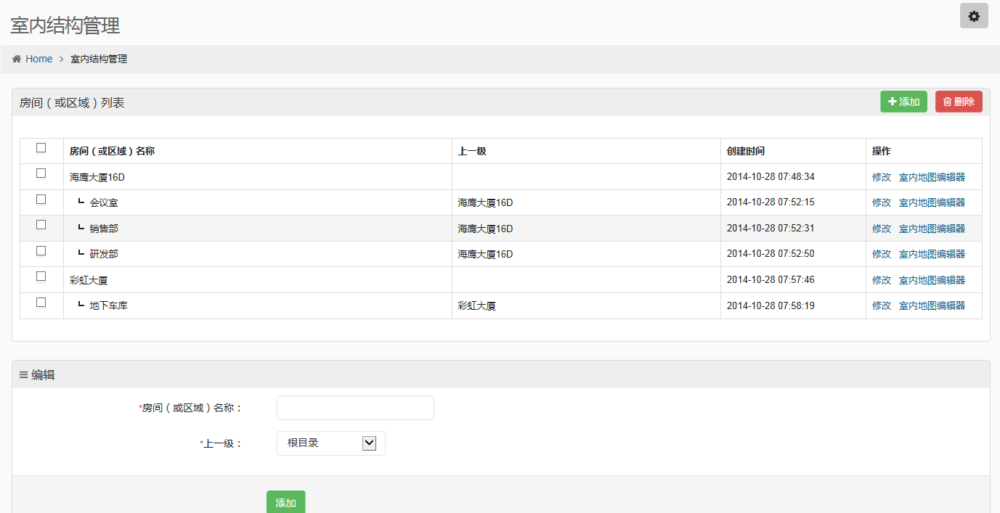 室内结构管理
Home 室内结构管理
房间（或区域）列表 添加 删除
房间（或区域）名称 上一级 创建时间 操作
海鹰大厦16D 2014-10-28 07:48:34 修改 室内地图编辑器
会议室 海鹰大厦16D 2014-10-28 07:52:15 修改 室内地图编辑器
销售部 海鹰大厦16D 2014-10-28 07:52:31 修改 室内地图编辑器
研发部 海鹰大厦16D 2014-10-28 07:52:50 修改 室内地图编辑器
彩虹大厦 2014-10-28 07:57:46 修改 室内地图编辑器
地下车库 彩虹大厦 2014-10-28 07:58:19 修改 室内地图编辑器
编辑
*房间（或区域）名称：
*上一级： 根目录
添加